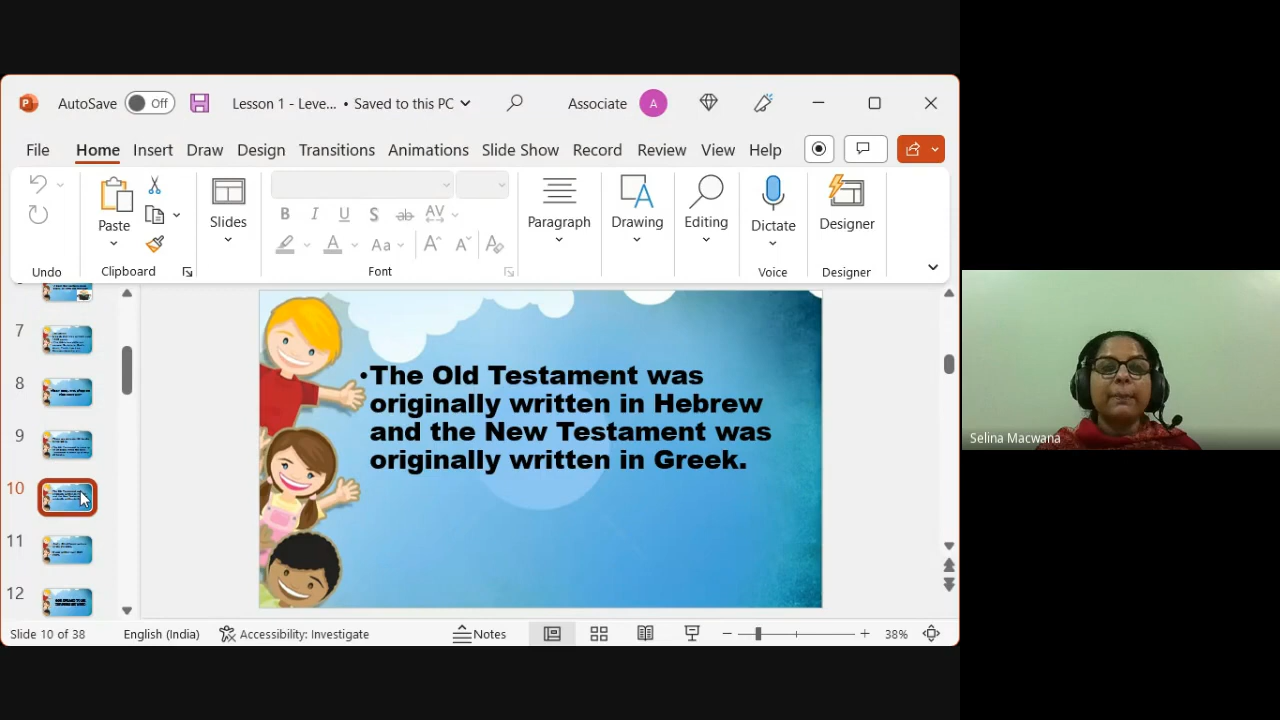 AutoSave Off Lesson 1 - Leve... • Saved to this PC Associate A
File Home Insert Draw Design Transitions Animations Slide Show Record Review View Help
Paste Slides Paragraph Drawing Editing Dictate Designer
Undo Clipboard Font Voice Designer
7
8
9
10
11
12
•The Old Testament was
originally written in Hebrew
and the New Testament was
originally written in Greek.
Slide 10 of 38 English (India) Accessibility: Investigate Notes 38%
Selina Macwana